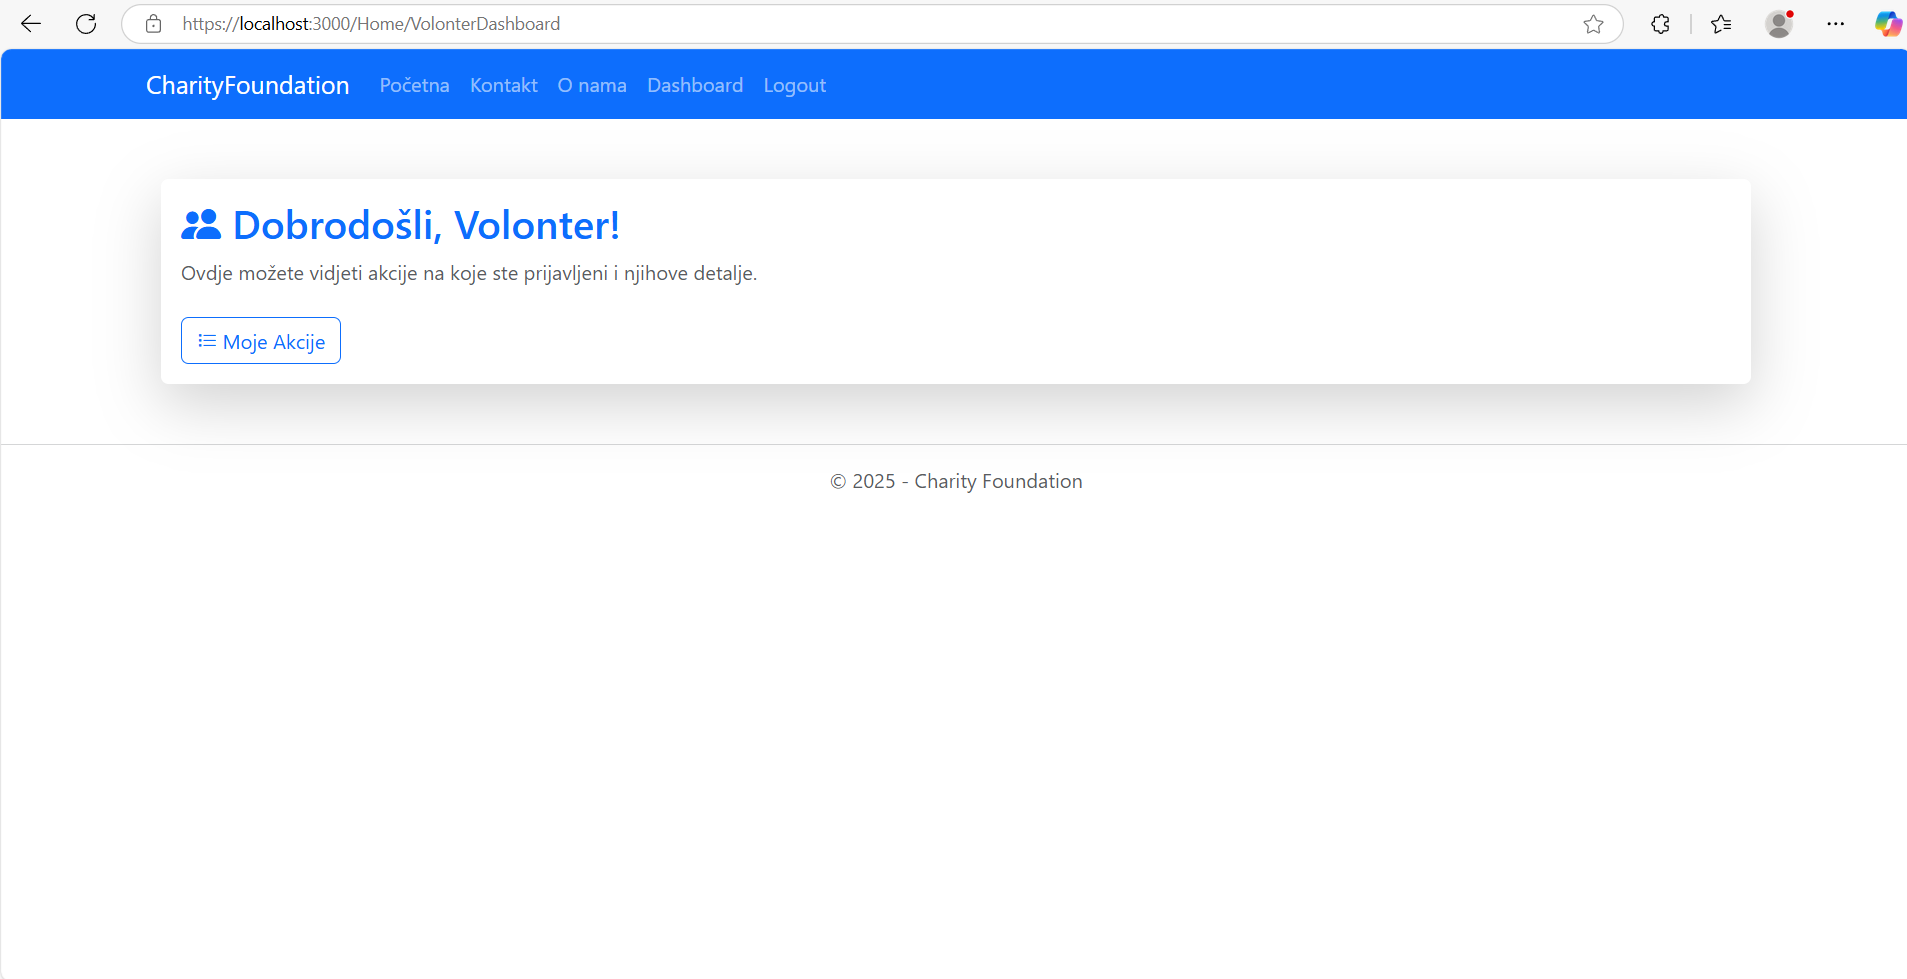 https://localhost:3000/Home/VolonterDashboard
CharityFoundation Početna Kontakt O nama Dashboard Logout
Dobrodošli, Volonter!
Ovdje možete vidjeti akcije na koje ste prijavljeni i njihove detalje.
Moje Akcije
© 2025 - Charity Foundation